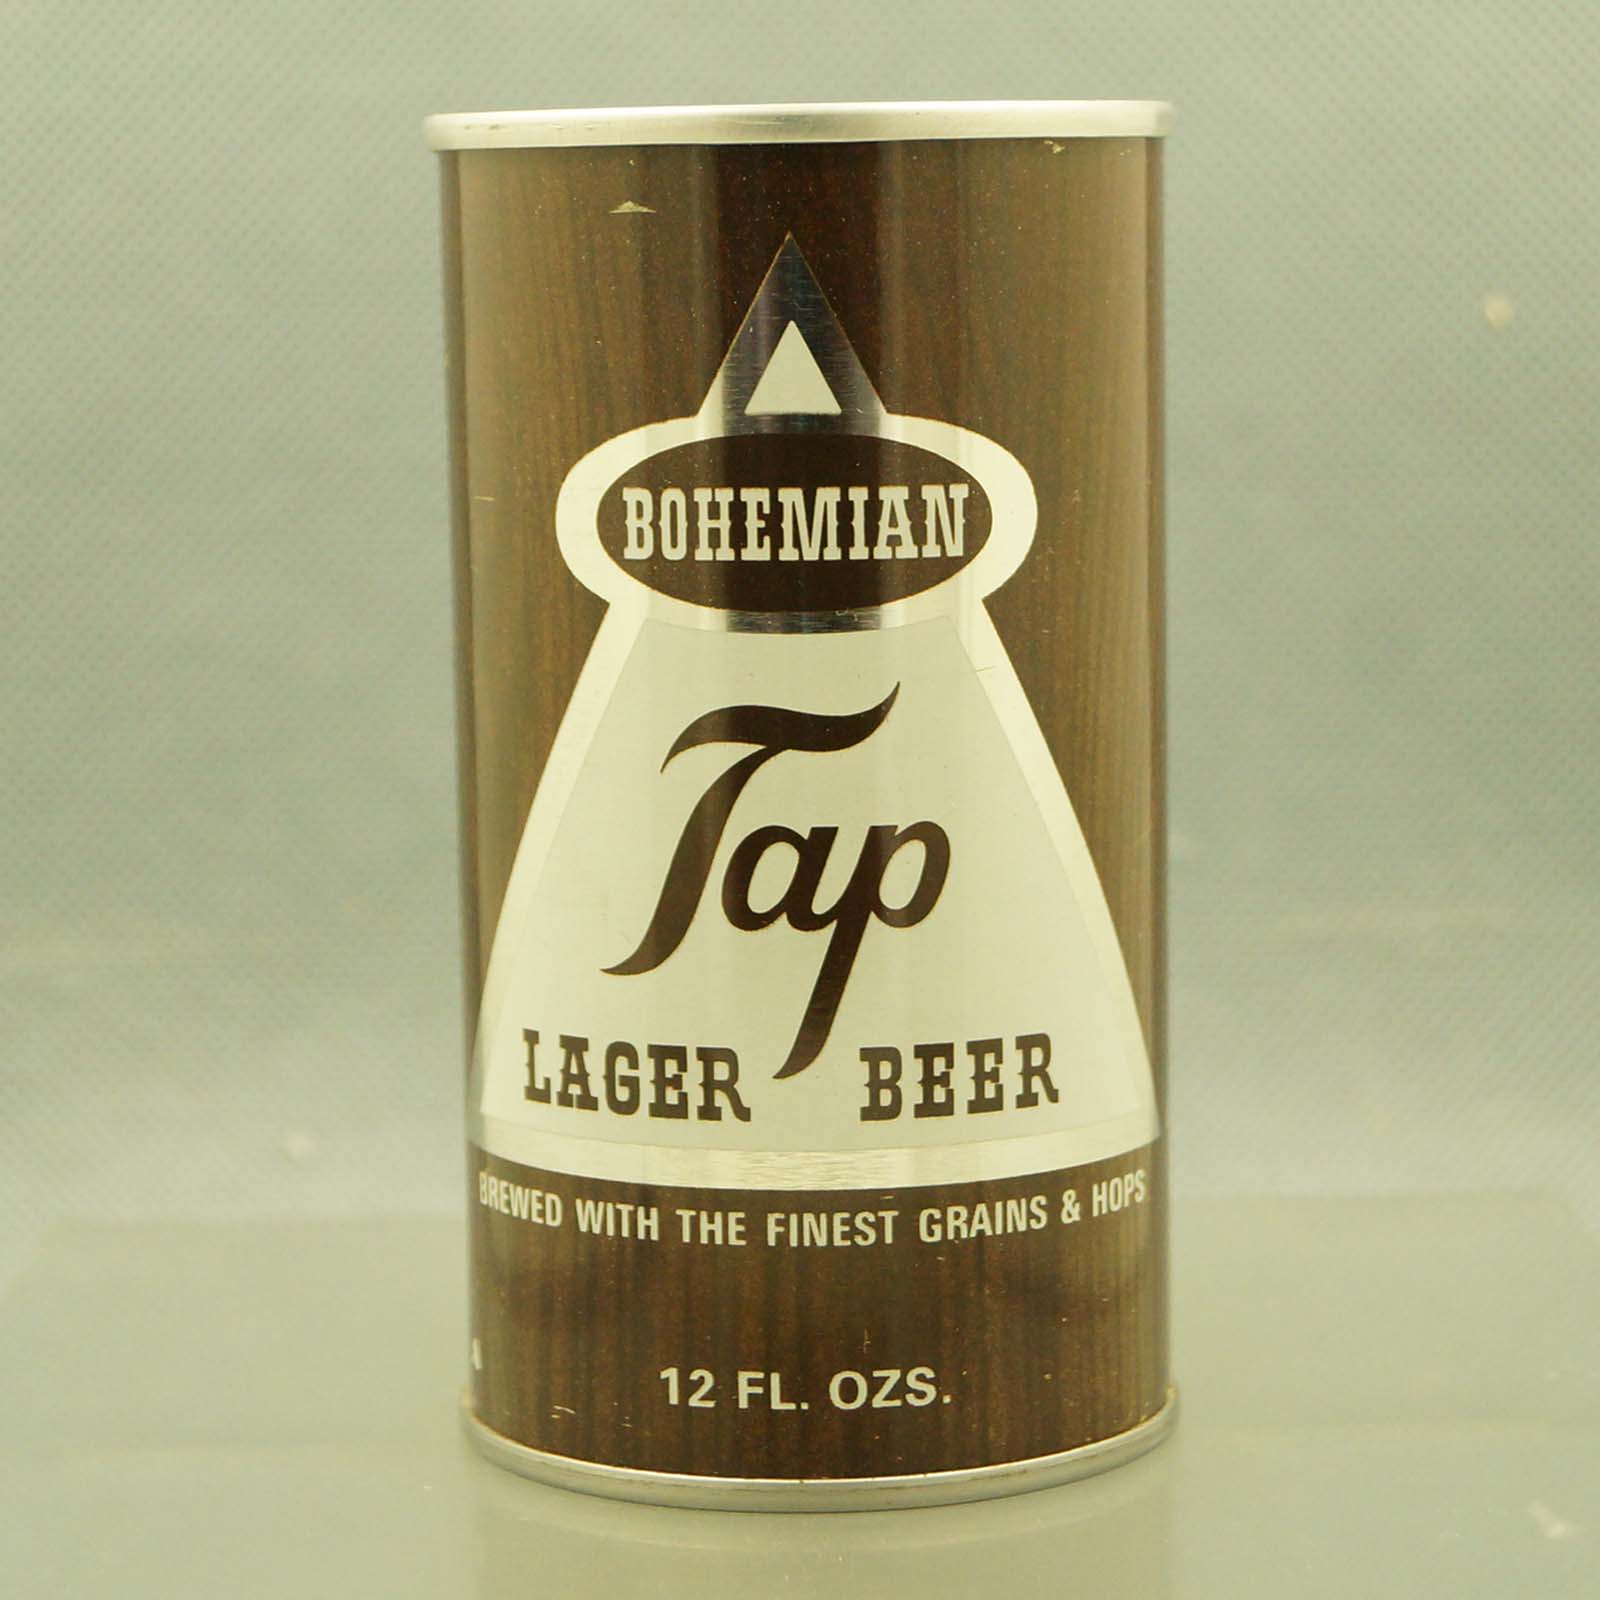 BOHEMIAN
Tap
LAGER BEER
BREWED WITH THE FINEST GRAINS & HOPS
12 FL. OZS.